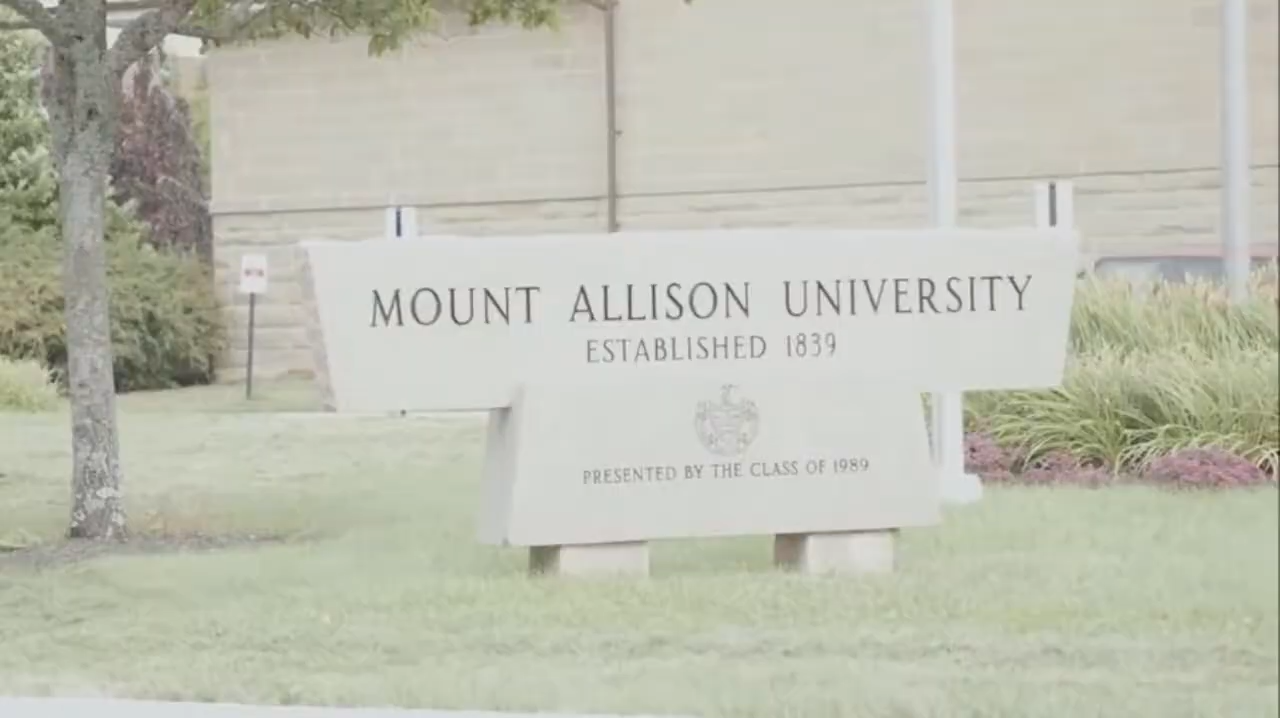 MOUNT ALLISON UNIVERSITY
ESTABLISHED 1839
PRESENTED BY THE CLASS OF 1989